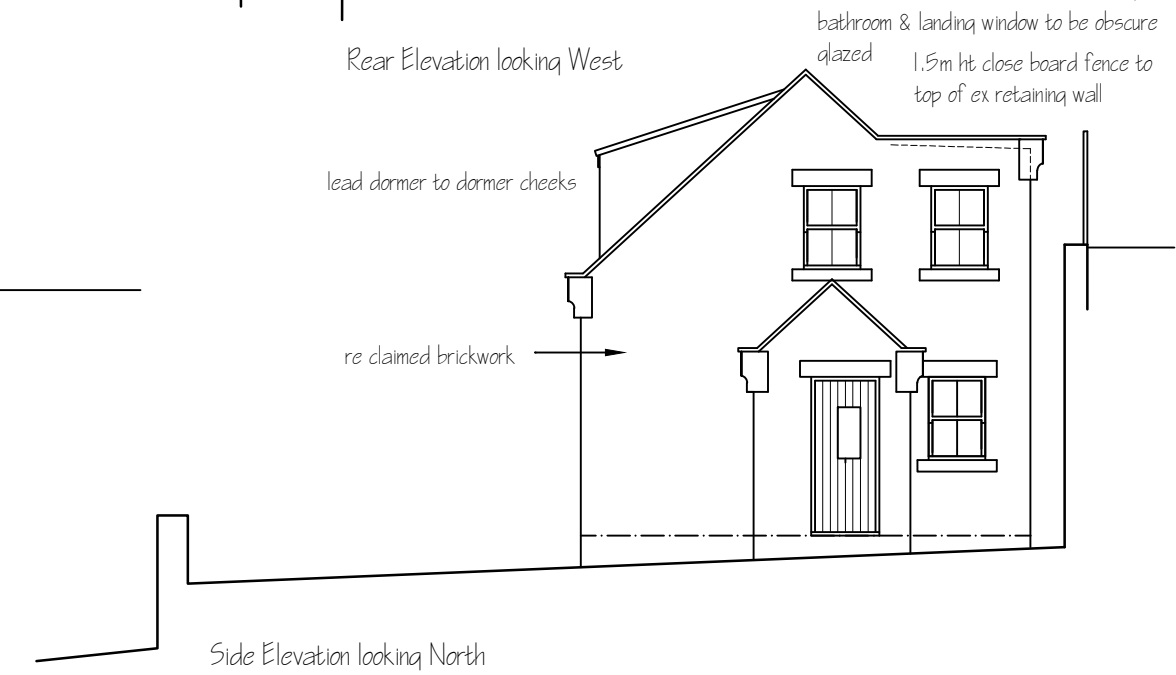 bathroom & landing window to be obscure
glazed
Rear Elevation looking West
1.5m ht close board fence to
top of ex retaining wall
lead dormer to dormer cheeks
re claimed brickwork
Side Elevation looking North